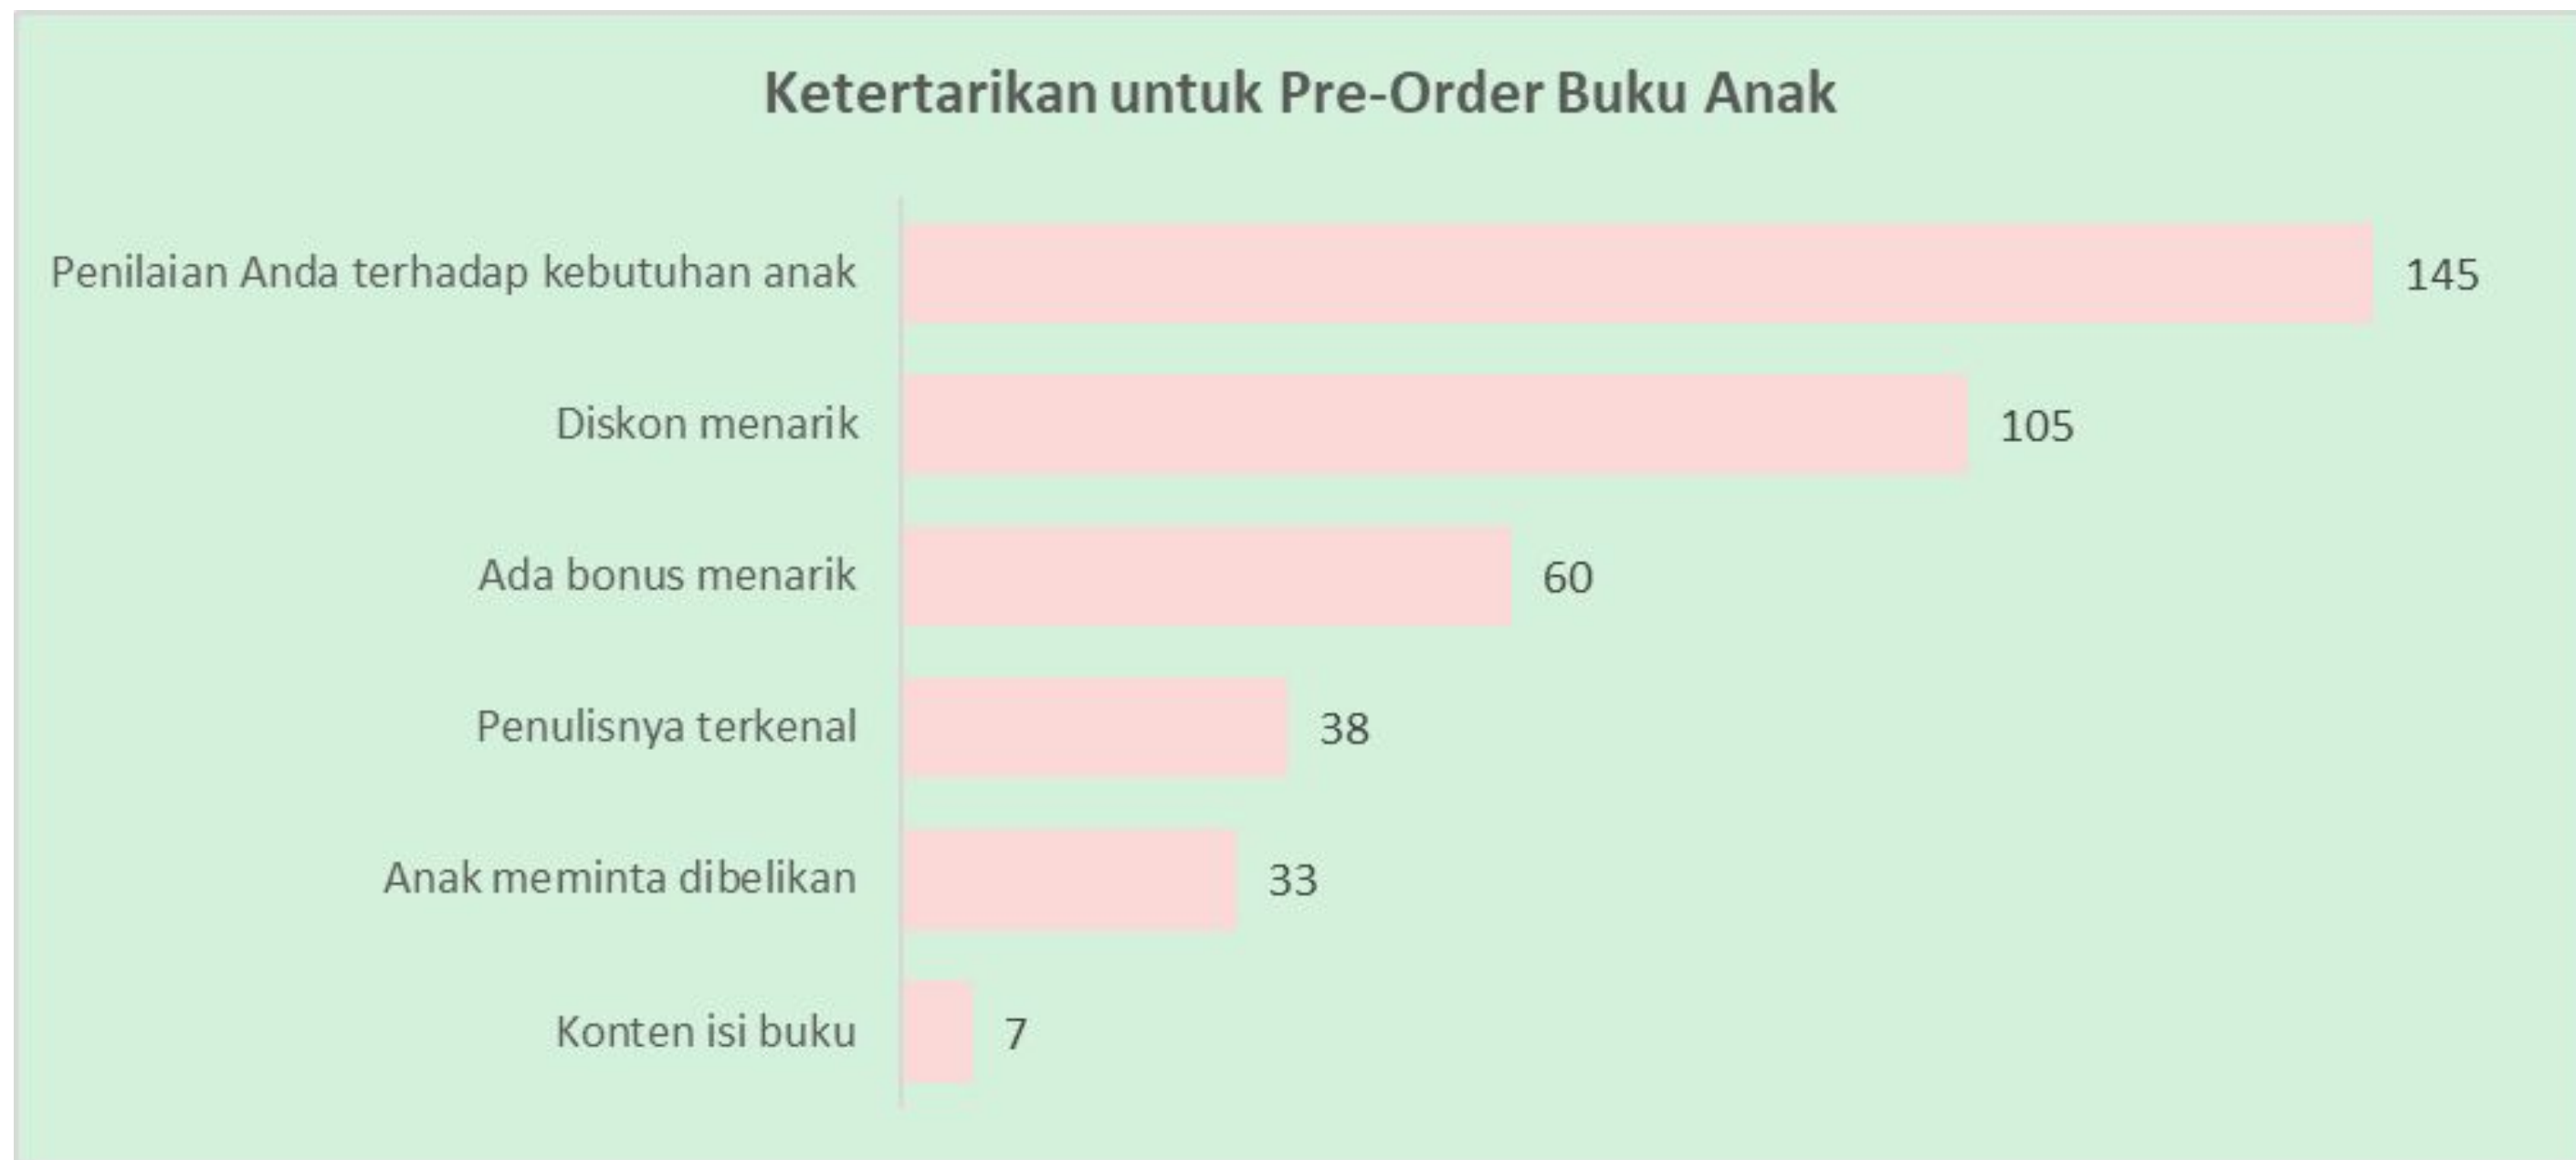 Ketertarikan untuk Pre-Order Buku Anak
Penilaian Anda terhadap kebutuhan anak 145
Diskon menarik 105
Ada bonus menarik 60
Penulisnya terkenal 38
Anak meminta dibelikan 33
Konten isi buku 7